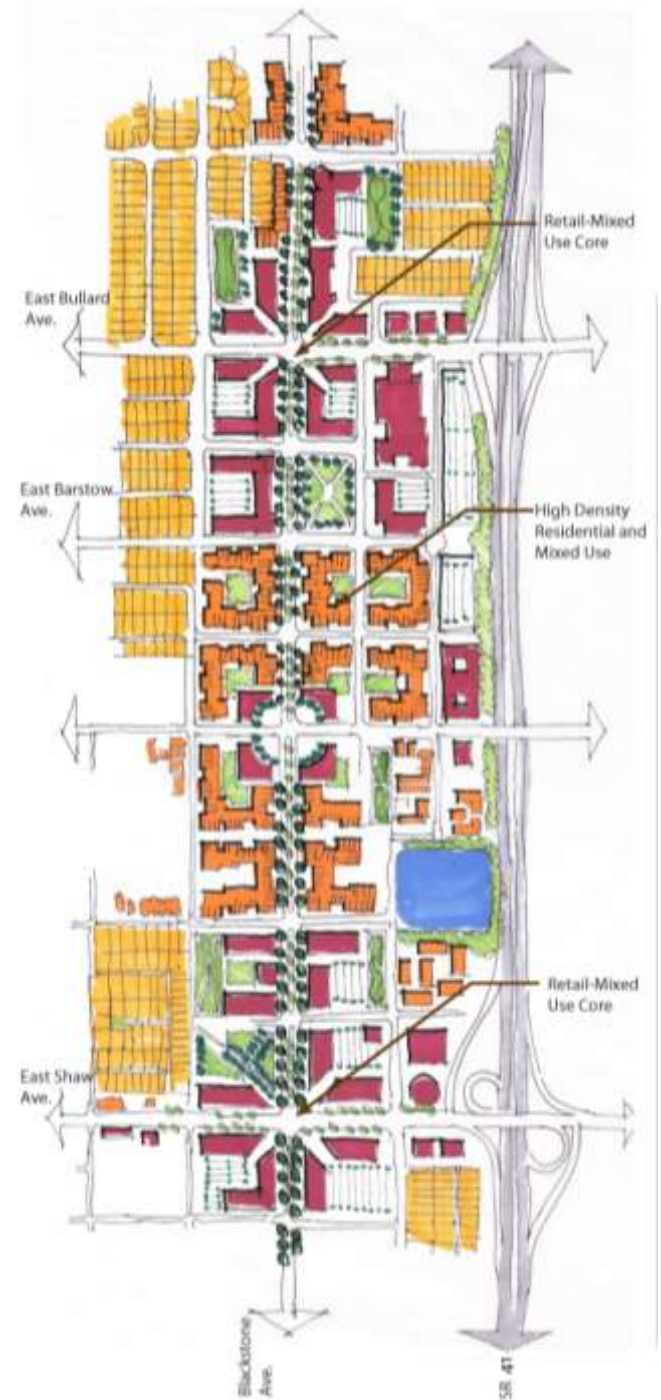 Retail-Mixed
Use Core
East Bullard
Ave.
East Barstow
Ave.
High Density
Residential and
Mixed Use
Retail-Mixed
Use Core
East Shaw
Ave.
Blackstone
Ave.
SR 41